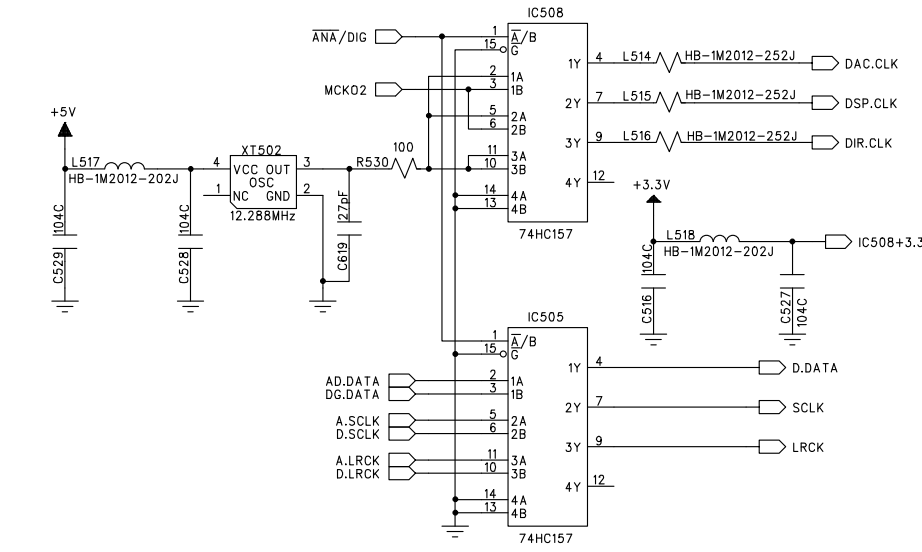 IC508
ANA/DIG
1
A/B
15
G
2
1A
3
1B
MCKO2
5
2A
6
2B
11
3A
10
3B
14
4A
13
4B
1Y
4
L514
HB-1M2012-252J
DAC.CLK
2Y
7
L515
HB-1M2012-252J
DSP.CLK
3Y
9
L516
HB-1M2012-252J
DIR.CLK
4Y
12
74HC157
+5V
L517
HB-1M2012-202J
104C
C529
104C
C528
XT502
4
VCC OUT
3
OSC
1
NC GND
2
12.288MHz
R530
100
27pF
C619
+3.3V
L518
HB-1M2012-202J
IC508+3.3
104C
C516
C527
104C
IC505
1
A/B
15
G
AD.DATA
2
1A
DG.DATA
3
1B
A.SCLK
5
2A
D.SCLK
6
2B
A.LRCK
11
3A
D.LRCK
10
3B
14
4A
13
4B
1Y
4
D.DATA
2Y
7
SCLK
3Y
9
LRCK
4Y
12
74HC157